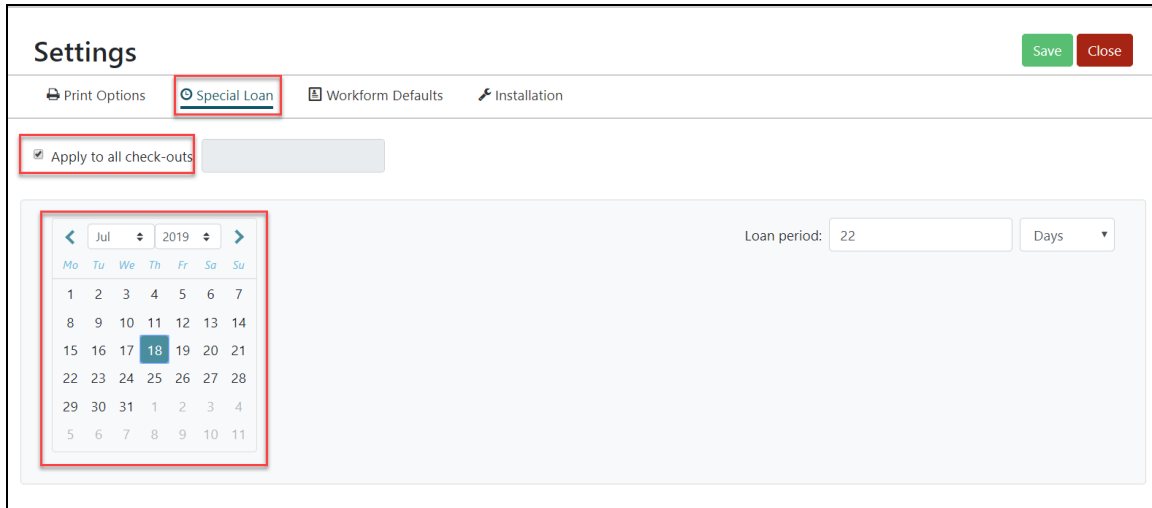 Settings
Save Close
Print Options Special Loan Workform Defaults Installation
Apply to all check-outs
Jul 2019
Loan period: 22 Days
Mo Tu We Th Fr Sa Su
1 2 3 4 5 6 7
8 9 10 11 12 13 14
15 16 17 18 19 20 21
22 23 24 25 26 27 28
29 30 31 1 2 3 4
5 6 7 8 9 10 11